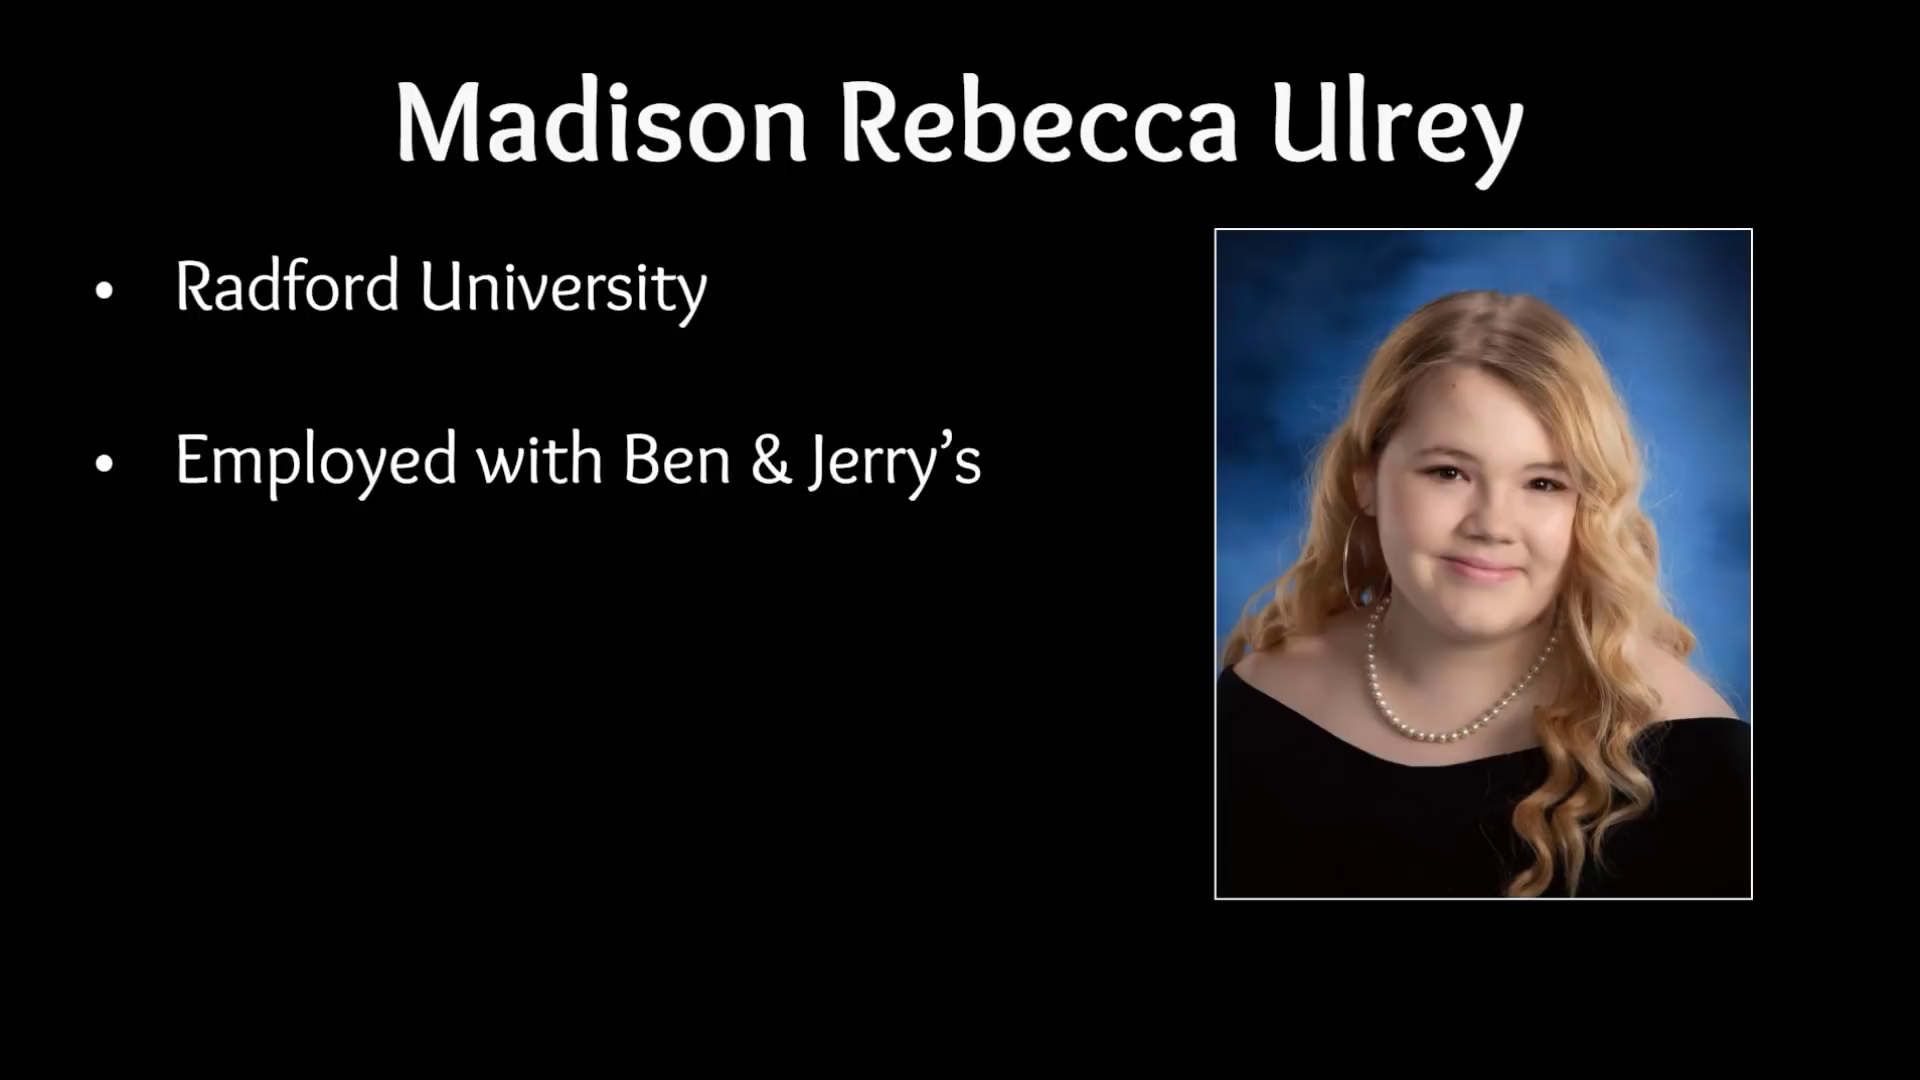 Madison Rebecca Ulrey
• Radford University
• Employed with Ben & Jerry’s